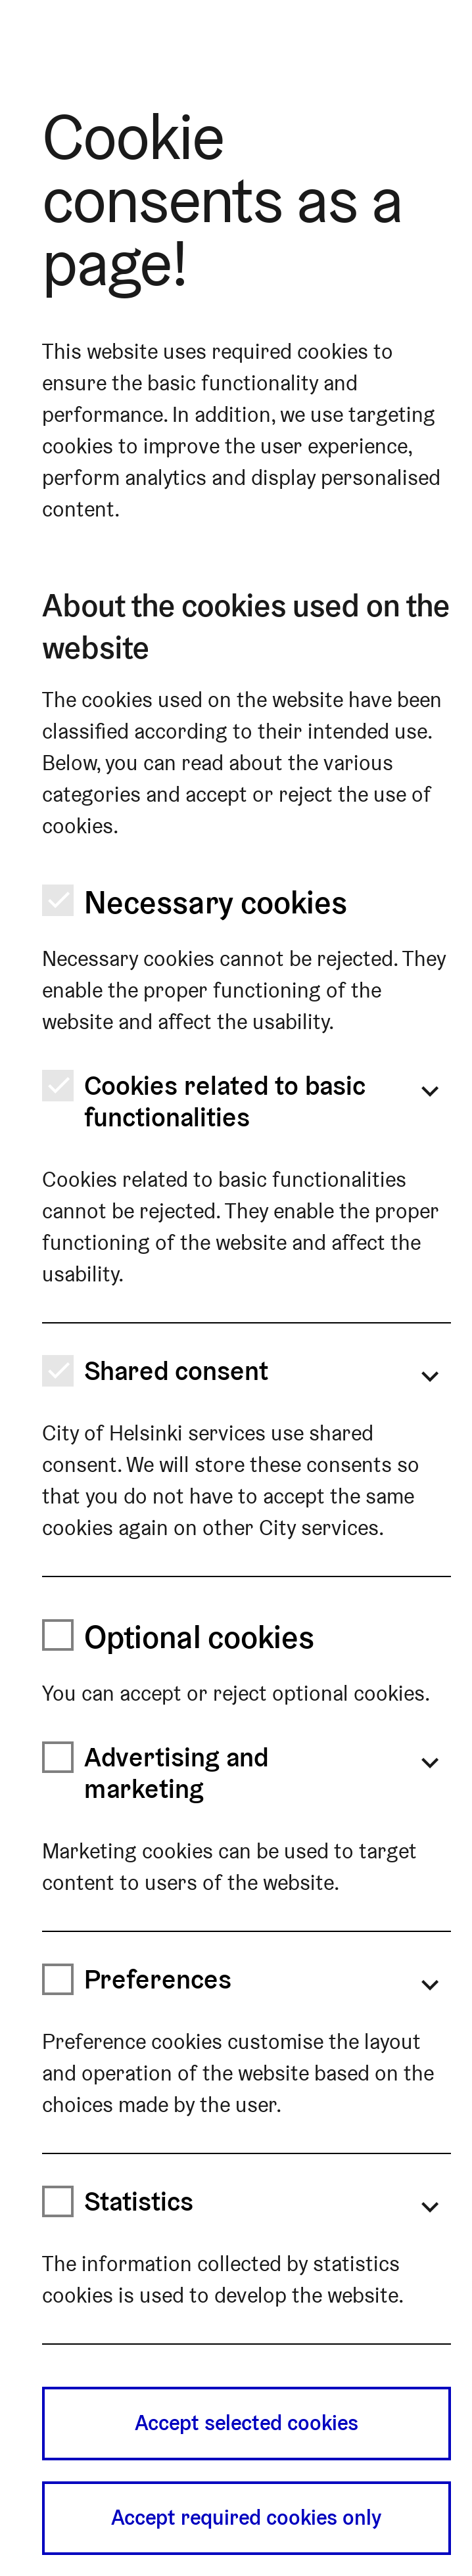 Cookie
consents as a
page!
This website uses required cookies to
ensure the basic functionality and
performance. In addition, we use targeting
cookies to improve the user experience,
perform analytics and display personalised
content.
About the cookies used on the
website
The cookies used on the website have been
classified according to their intended use.
Below, you can read about the various
categories and accept or reject the use of
cookies.
Necessary cookies
Necessary cookies cannot be rejected. They
enable the proper functioning of the
website and affect the usability.
Cookies related to basic
functionalities
Cookies related to basic functionalities
cannot be rejected. They enable the proper
functioning of the website and affect the
usability.
Shared consent
City of Helsinki services use shared
consent. We will store these consents so
that you do not have to accept the same
cookies again on other City services.
Optional cookies
You can accept or reject optional cookies.
Advertising and
marketing
Marketing cookies can be used to target
content to users of the website.
Preferences
Preference cookies customise the layout
and operation of the website based on the
choices made by the user.
Statistics
The information collected by statistics
cookies is used to develop the website.
Accept selected cookies
Accept required cookies only